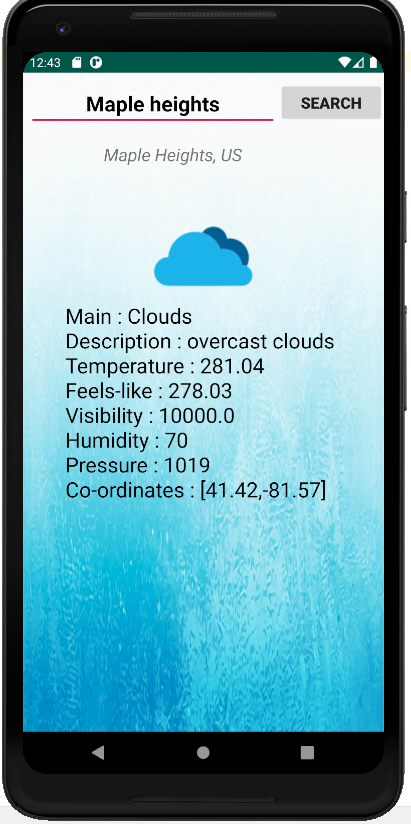 12:43
Maple heights
SEARCH
Maple Heights, US
Main : Clouds
Description : overcast clouds
Temperature : 281.04
Feels-like : 278.03
Visibility : 10000.0
Humidity : 70
Pressure : 1019
Co-ordinates : [41.42,-81.57]